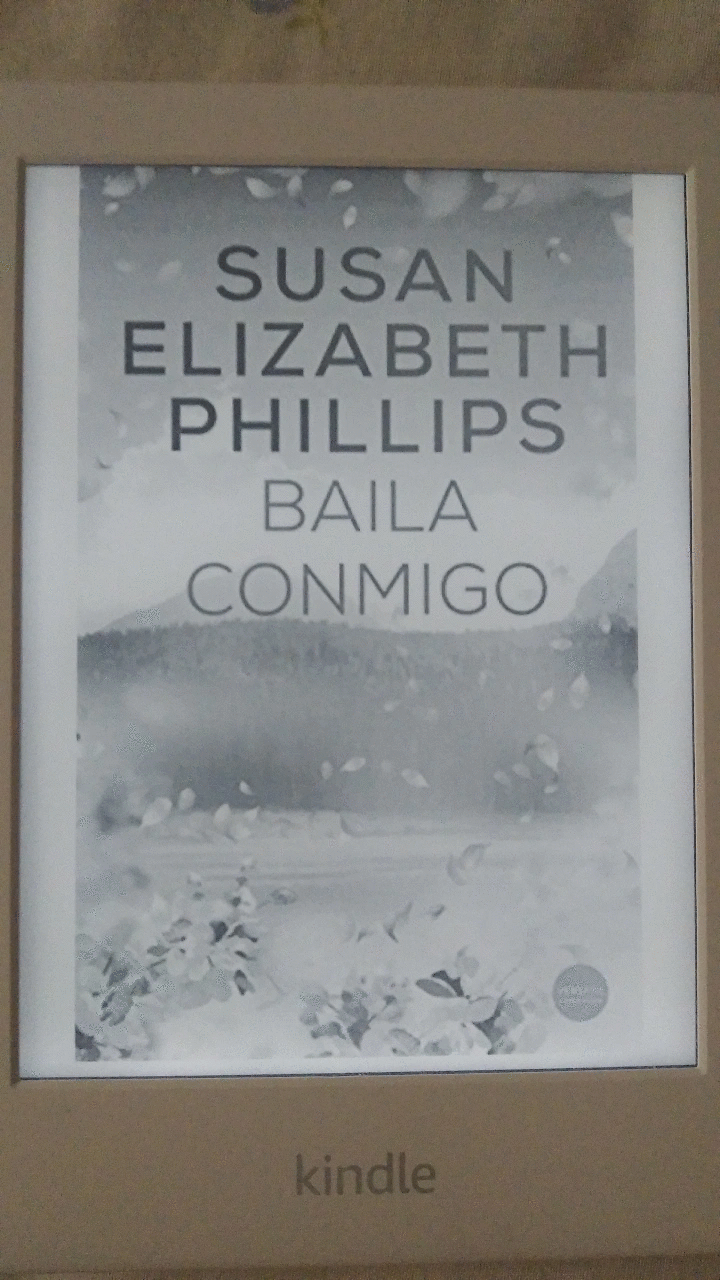 SUSAN
ELIZABETH
PHILLIPS
BAILA
CONMIGO
kindle